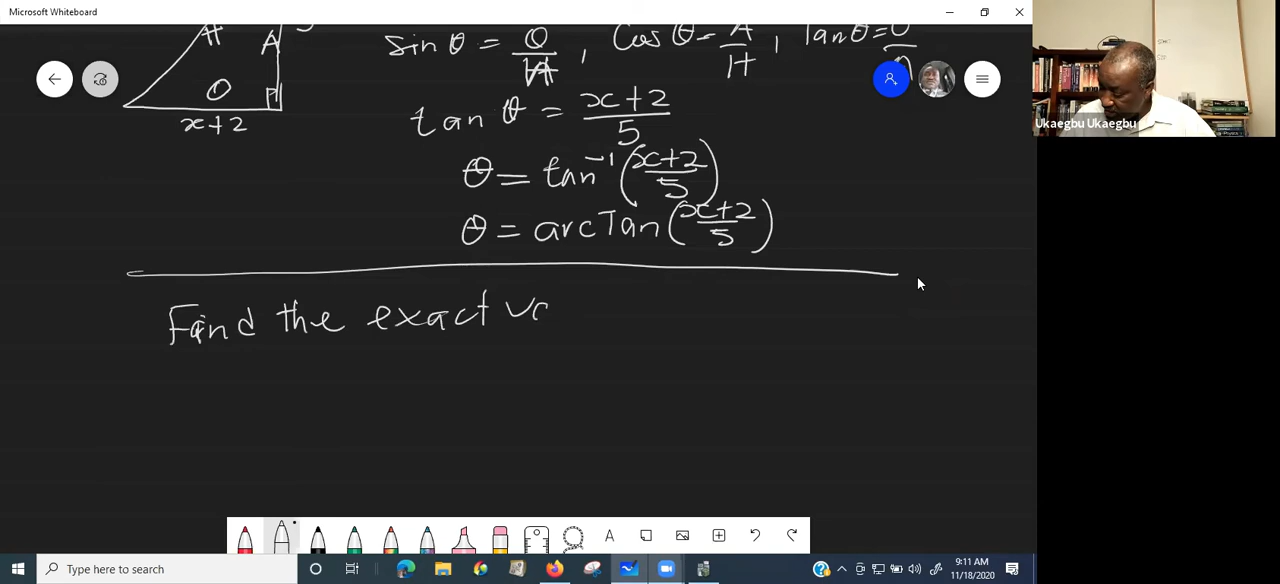 Microsoft Whiteboard
H A
sin θ = O/H , Cos θ = A/H , Tan θ = O/A
O
x+2
tan θ = x+2/5
Ukaegbu Ukaegbu
θ = tan⁻¹(x+2/5)
θ = arcTan(x+2/5)
Find the exact va
A
Type here to search
9:11 AM
11/18/2020